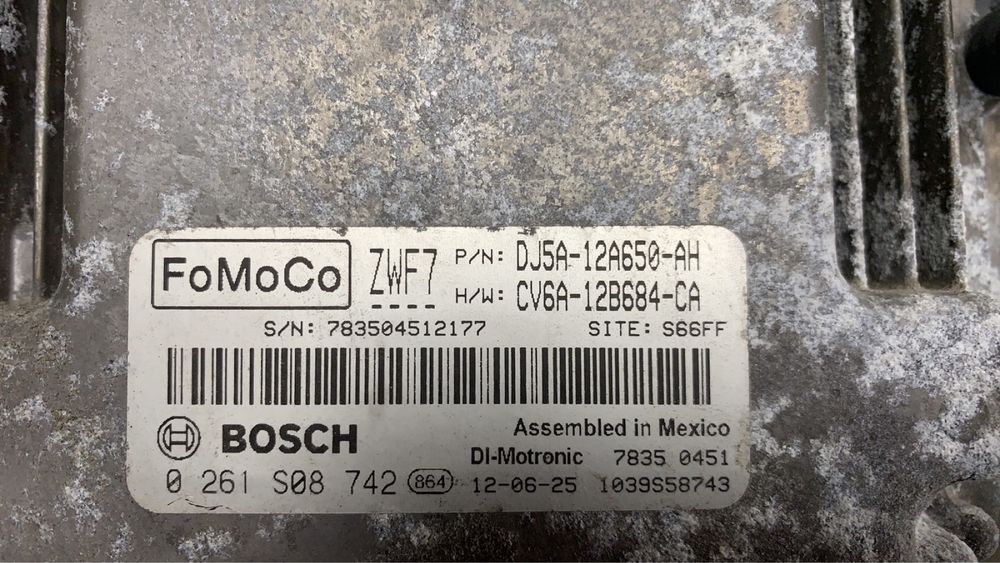 FoMoCo ZWF7 P/N: DJ5A-12A650-AH
H/W: CV6A-12B684-CA
S/N: 783504512177 SITE: S66FF
BOSCH Assembled in Mexico
DI-Motronic 7835 0451
0 261 S08 742 864 12-06-25 1039S58743